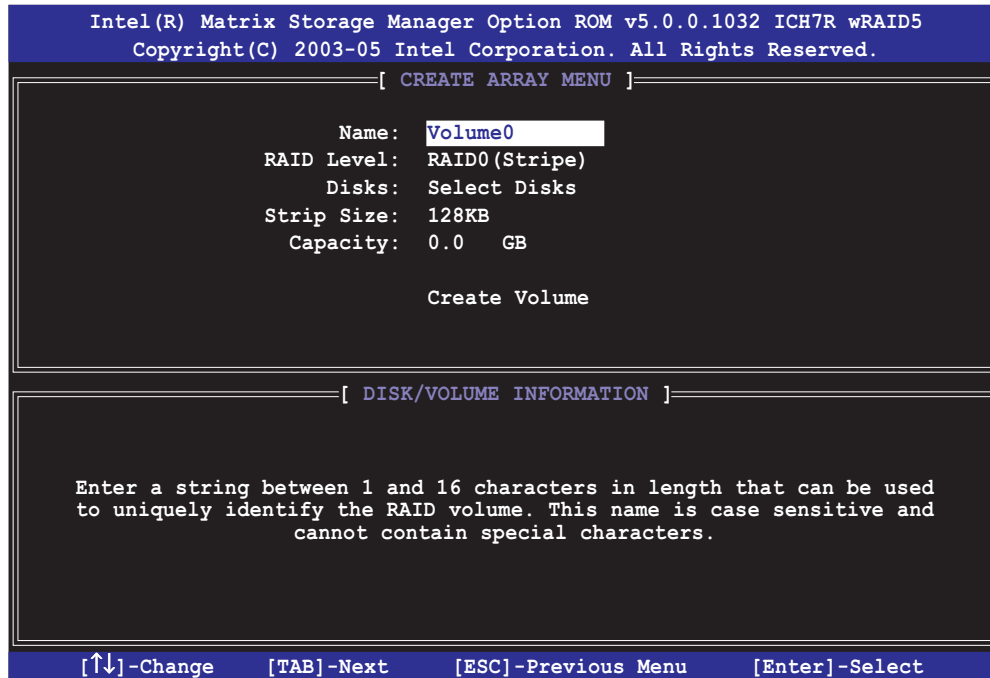 Intel(R) Matrix Storage Manager Option ROM v5.0.0.1032 ICH7R wRAID5
Copyright(C) 2003-05 Intel Corporation. All Rights Reserved.
[ CREATE ARRAY MENU ]
Name: Volume0
RAID Level: RAID0(Stripe)
Disks: Select Disks
Strip Size: 128KB
Capacity: 0.0 GB
Create Volume
[ DISK/VOLUME INFORMATION ]
Enter a string between 1 and 16 characters in length that can be used
to uniquely identify the RAID volume. This name is case sensitive and
cannot contain special characters.
[↑↓]-Change [TAB]-Next [ESC]-Previous Menu [Enter]-Select